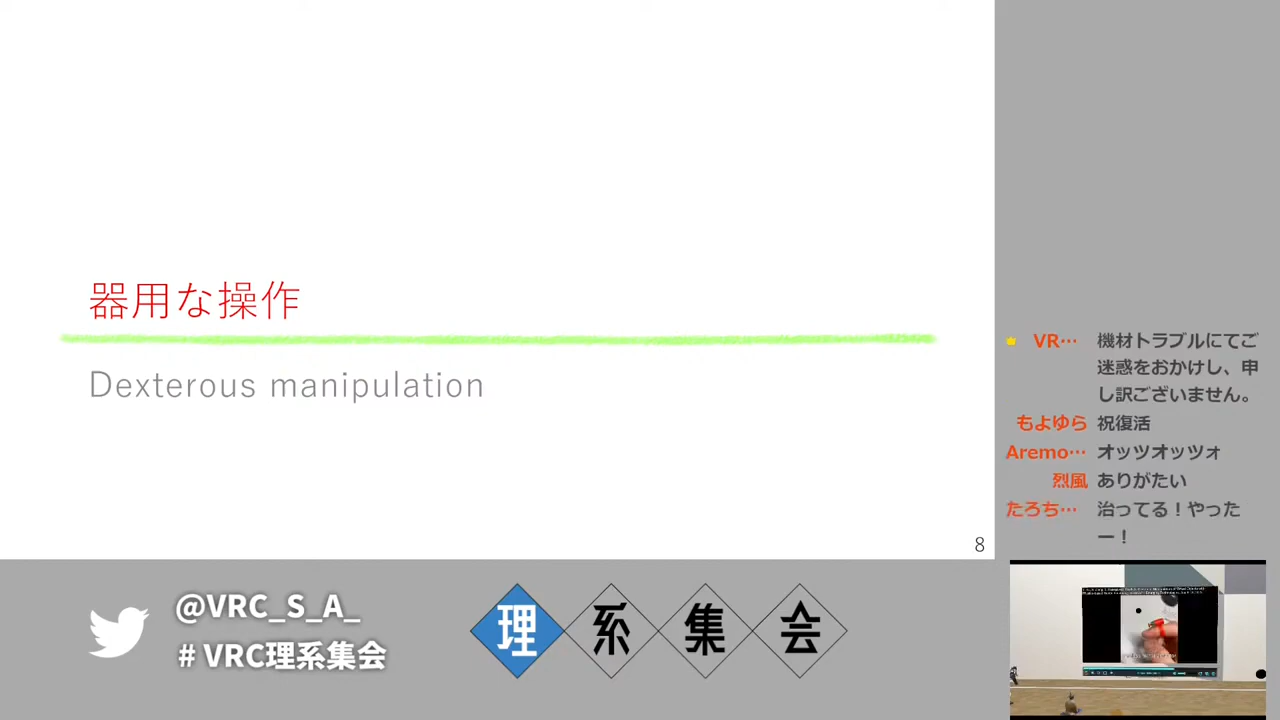 器用な操作
Dexterous manipulation
8
VR… 機材トラブルにてご
迷惑をおかけし、申
し訳ございません。
もよゆら 祝復活
Aremo… オッツオッツォ
烈風 ありがたい
たろち… 治ってる！やった
ー！
@VRC_S_A_
# VRC理系集会
理系集会